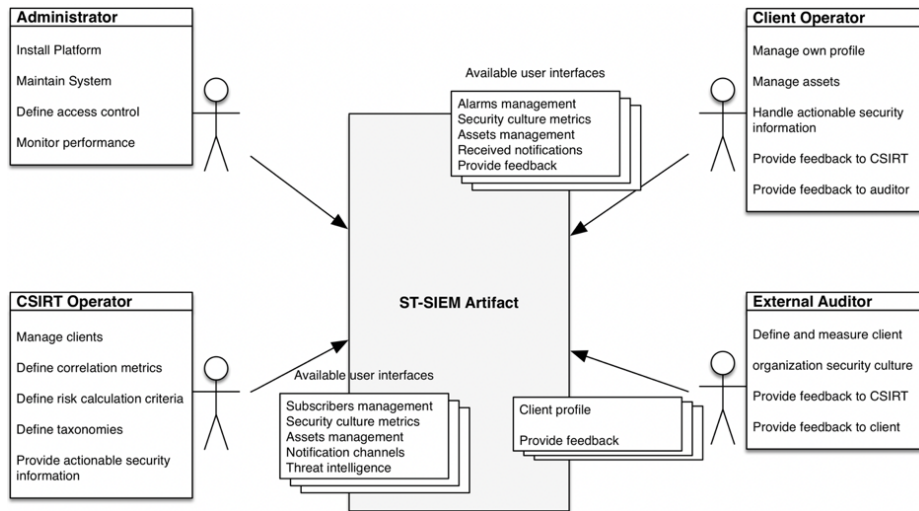 Administrator
Install Platform
Maintain System
Define access control
Monitor performance
Available user interfaces
Alarms management
Security culture metrics
Assets management
Received notifications
Provide feedback
Client Operator
Manage own profile
Manage assets
Handle actionable security
information
Provide feedback to CSIRT
Provide feedback to auditor
ST-SIEM Artifact
CSIRT Operator
Manage clients
Define correlation metrics
Define risk calculation criteria
Define taxonomies
Provide actionable security
information
Available user interfaces
Subscribers management
Security culture metrics
Assets management
Notification channels
Threat intelligence
Client profile
Provide feedback
External Auditor
Define and measure client
organization security culture
Provide feedback to CSIRT
Provide feedback to client